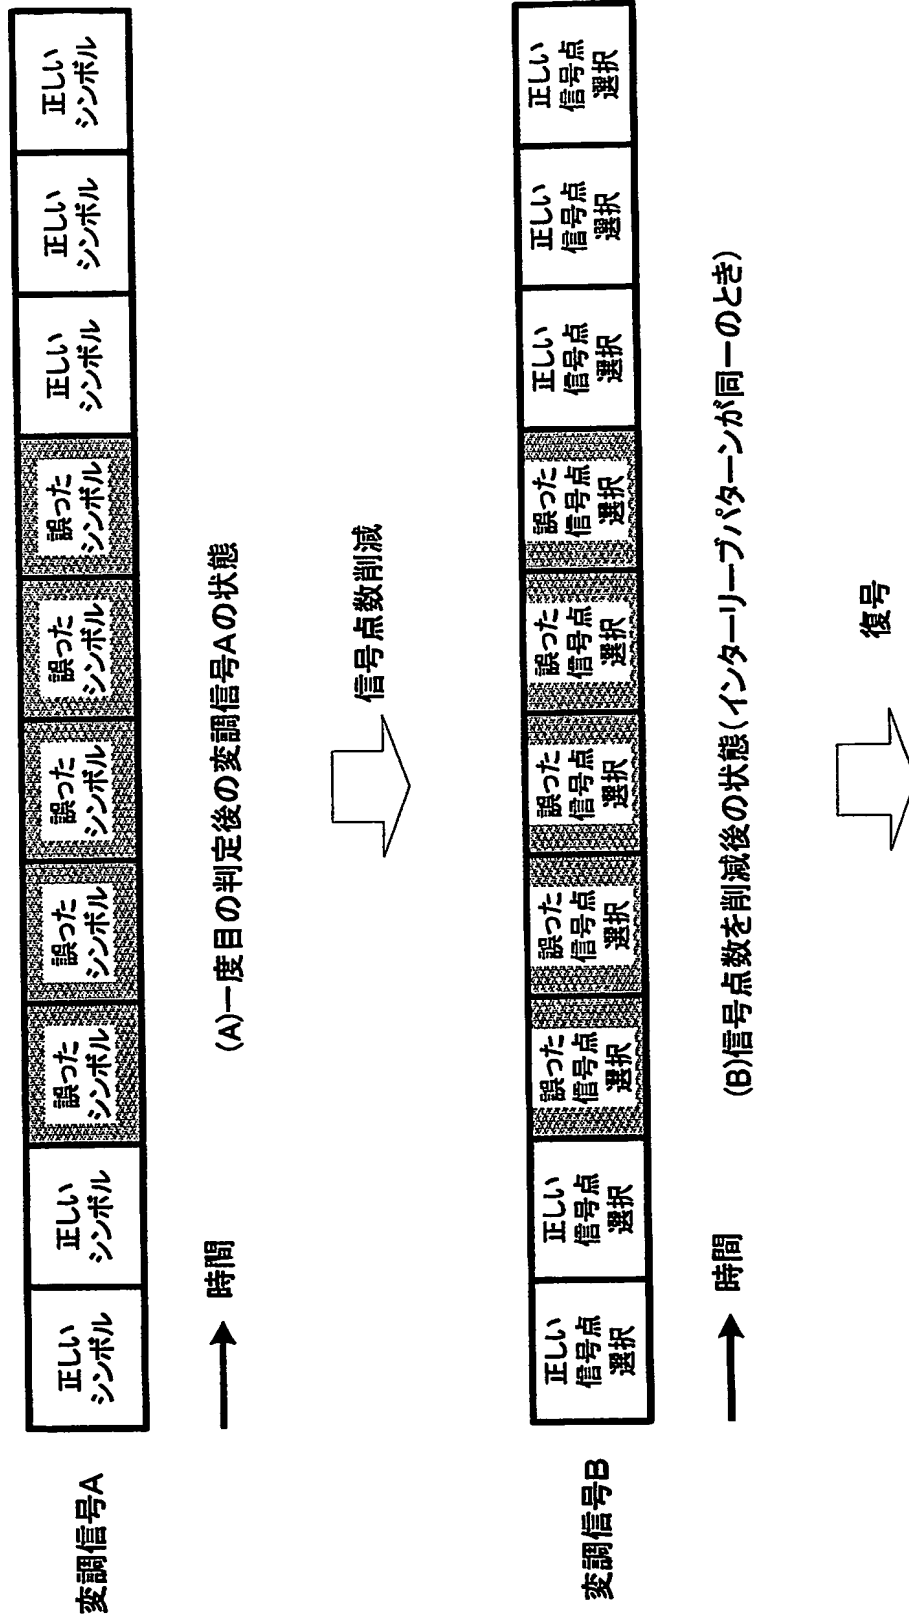 変調信号A
正しい
シンボル
正しい
シンボル
誤った
シンボル
誤った
シンボル
誤った
シンボル
誤った
シンボル
誤った
シンボル
正しい
シンボル
正しい
シンボル
正しい
シンボル
時間
(A)一度目の判定後の変調信号Aの状態
信号点数削減
変調信号B
正しい
信号点
選択
正しい
信号点
選択
誤った
信号点
選択
誤った
信号点
選択
誤った
信号点
選択
誤った
信号点
選択
誤った
信号点
選択
正しい
信号点
選択
正しい
信号点
選択
正しい
信号点
選択
時間
(B)信号点数を削減後の状態(インターリーブパターンが同一のとき)
復号